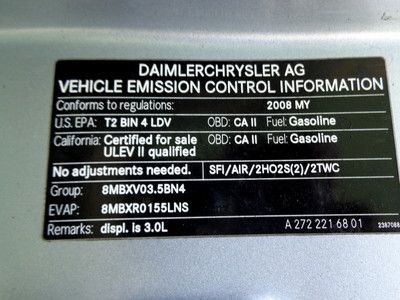 DAIMLERCHRYSLER AG
VEHICLE EMISSION CONTROL INFORMATION
Conforms to regulations: 2008 MY
U.S. EPA: T2 BIN 4 LDV OBD: CA II Fuel: Gasoline
California: Certified for sale OBD: CA II Fuel: Gasoline
ULEV II qualified
No adjustments needed. SFI/AIR/2HO2S(2)/2TWC
Group: 8MBXV03.5BN4
EVAP: 8MBXR0155LNS
Remarks: displ. is 3.0L A 272 221 68 01 2387088